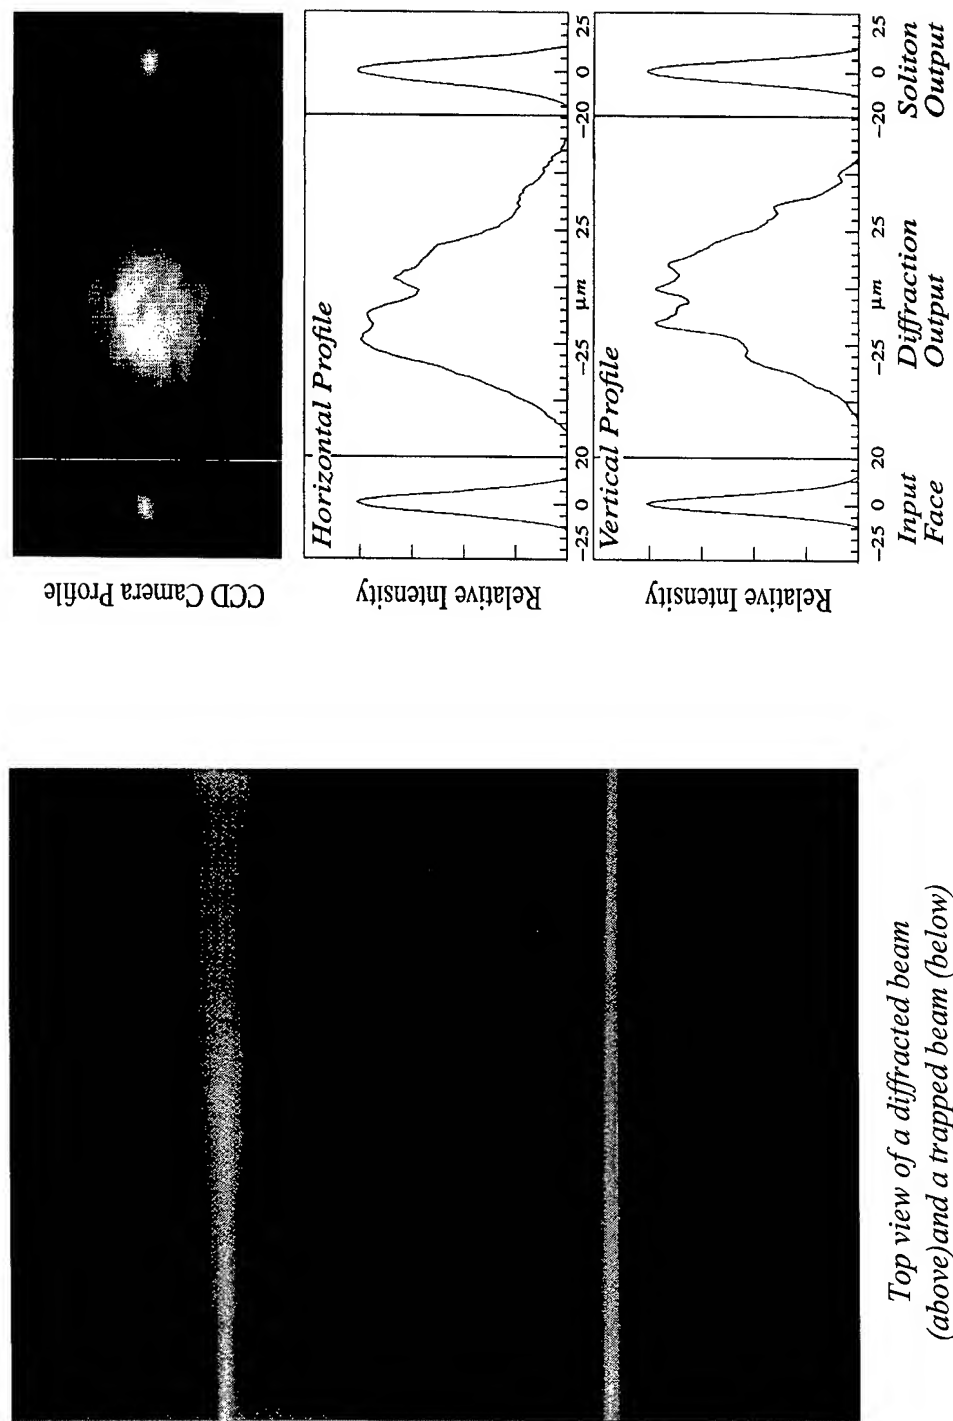 CCD Camera Profile
Horizontal Profile
Relative Intensity
−25 0 20 −25 µm 25 −20 0 25
Vertical Profile
Relative Intensity
−25 0 20 −25 µm 25 −20 0 25
Input
Face
Diffraction
Output
Soliton
Output
Top view of a diffracted beam
(above)and a trapped beam (below)